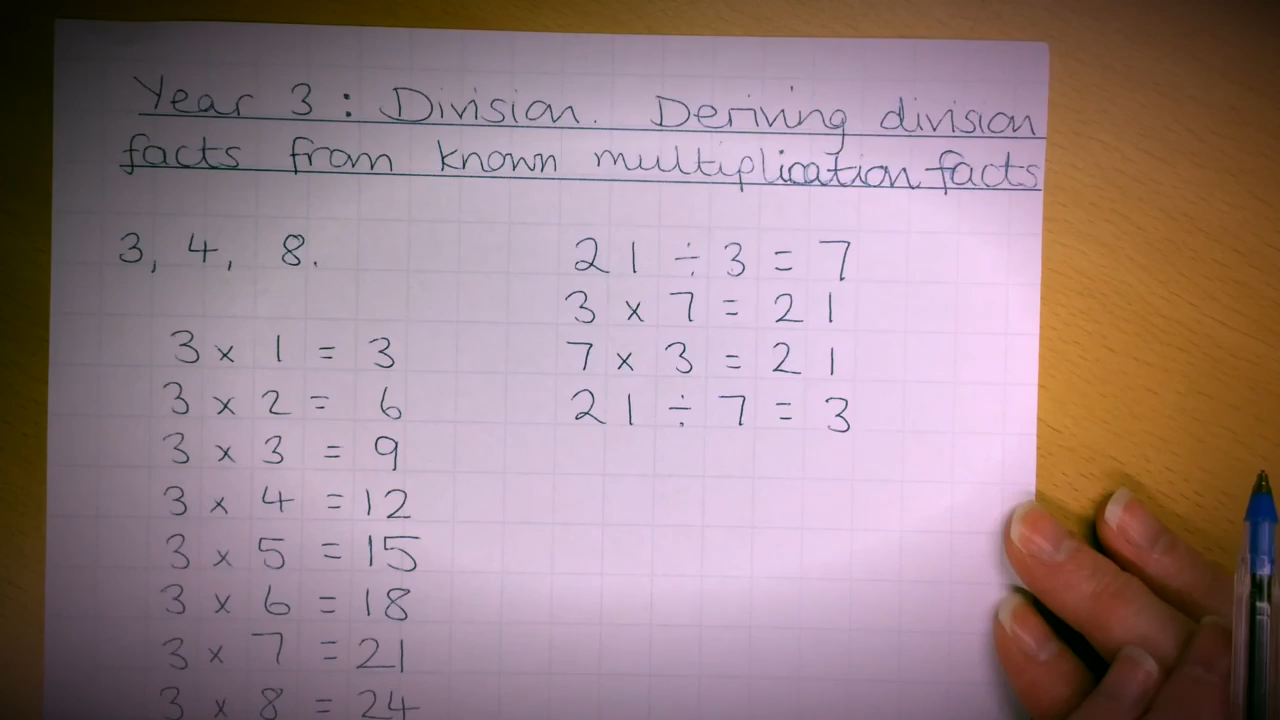 Year 3 : Division. Deriving division
facts from known multiplication facts
3, 4, 8.
3 x 1 = 3
3 x 2 = 6
3 x 3 = 9
3 x 4 = 12
3 x 5 = 15
3 x 6 = 18
3 x 7 = 21
3 x 8 = 24
21 ÷ 3 = 7
3 x 7 = 21
7 x 3 = 21
21 ÷ 7 = 3